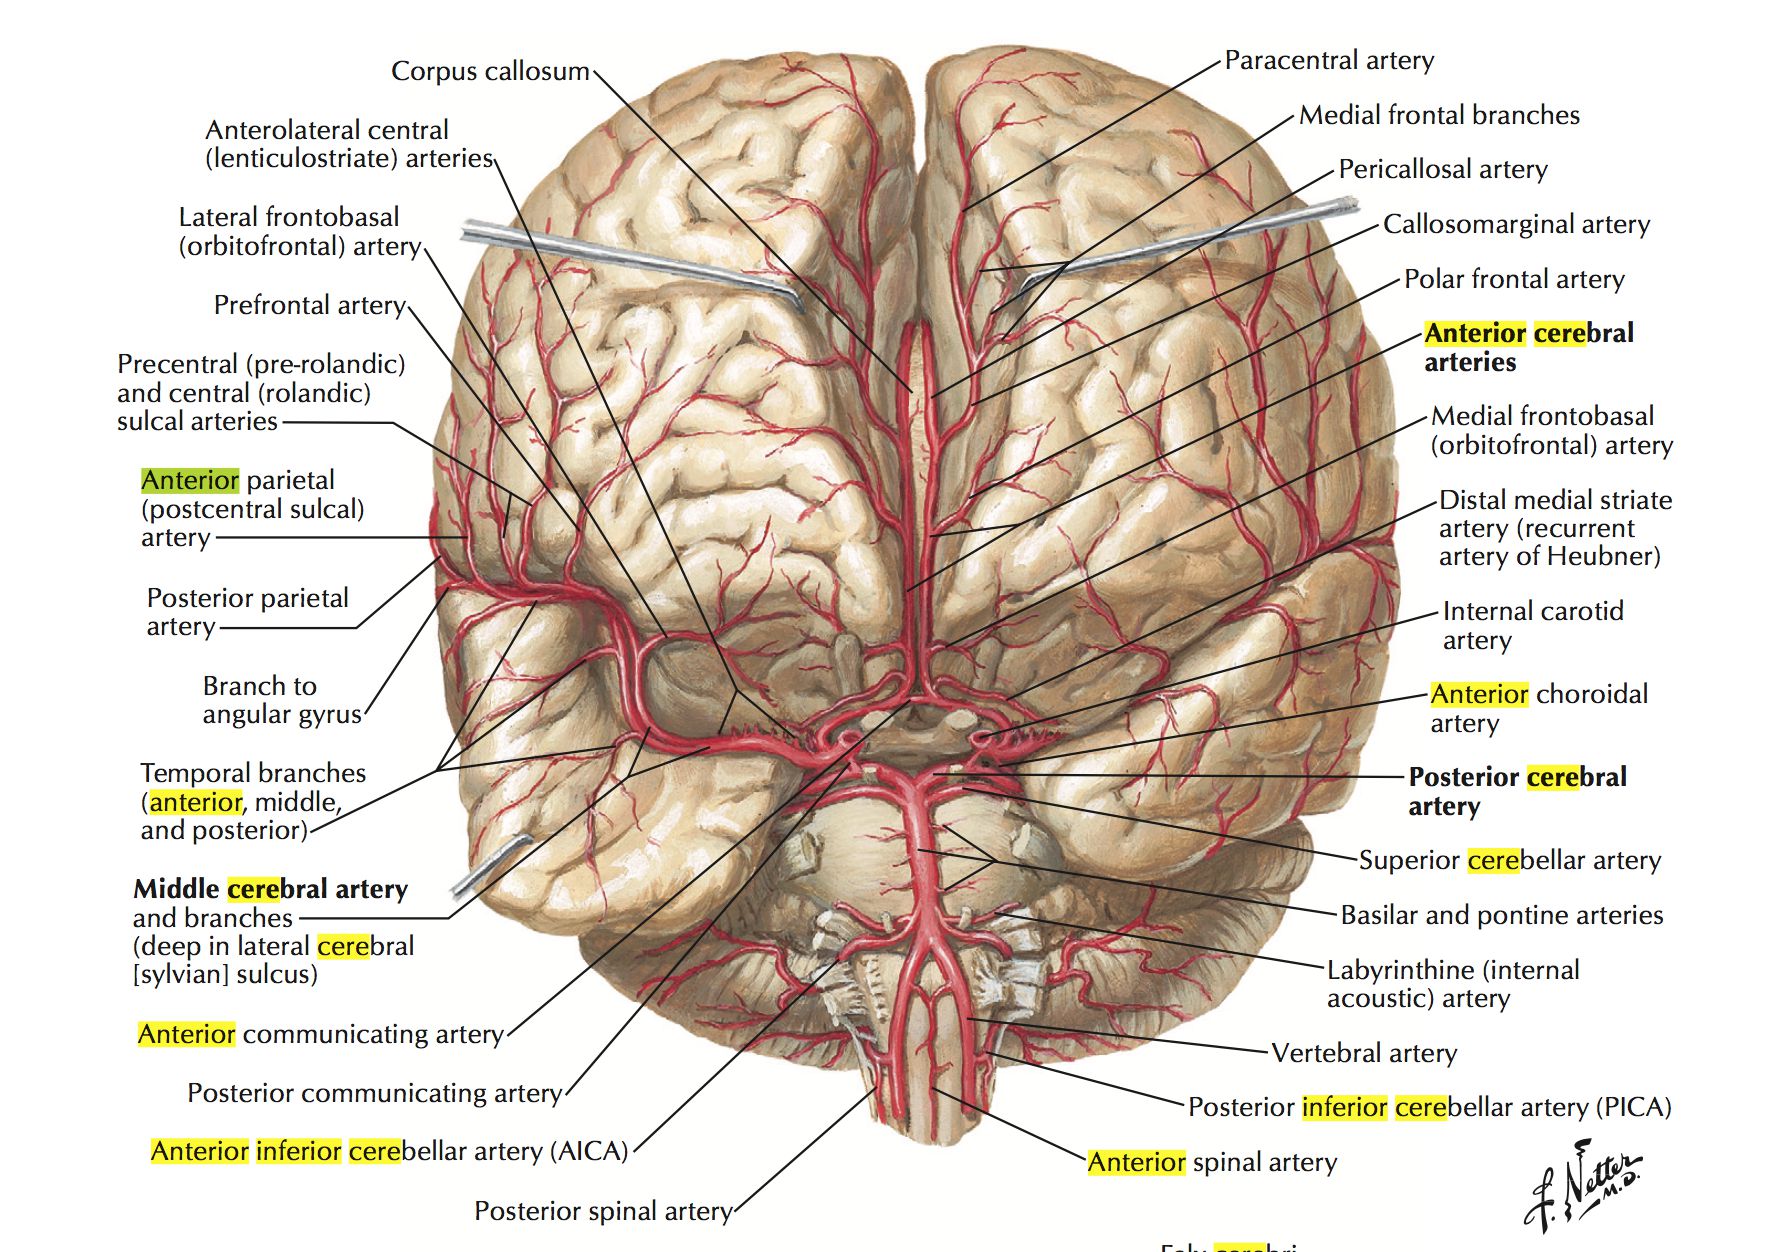 Corpus callosum
Anterolateral central
(lenticulostriate) arteries
Lateral frontobasal
(orbitofrontal) artery
Prefrontal artery
Precentral (pre-rolandic)
and central (rolandic)
sulcal arteries
Anterior parietal
(postcentral sulcal)
artery
Posterior parietal
artery
Branch to
angular gyrus
Temporal branches
(anterior, middle,
and posterior)
Middle cerebral artery
and branches
(deep in lateral cerebral
[sylvian] sulcus)
Anterior communicating artery
Posterior communicating artery
Anterior inferior cerebellar artery (AICA)
Posterior spinal artery
Paracentral artery
Medial frontal branches
Pericallosal artery
Callosomarginal artery
Polar frontal artery
Anterior cerebral
arteries
Medial frontobasal
(orbitofrontal) artery
Distal medial striate
artery (recurrent
artery of Heubner)
Internal carotid
artery
Anterior choroidal
artery
Posterior cerebral
artery
Superior cerebellar artery
Basilar and pontine arteries
Labyrinthine (internal
acoustic) artery
Vertebral artery
Posterior inferior cerebellar artery (PICA)
Anterior spinal artery
F. Netter
M.D.